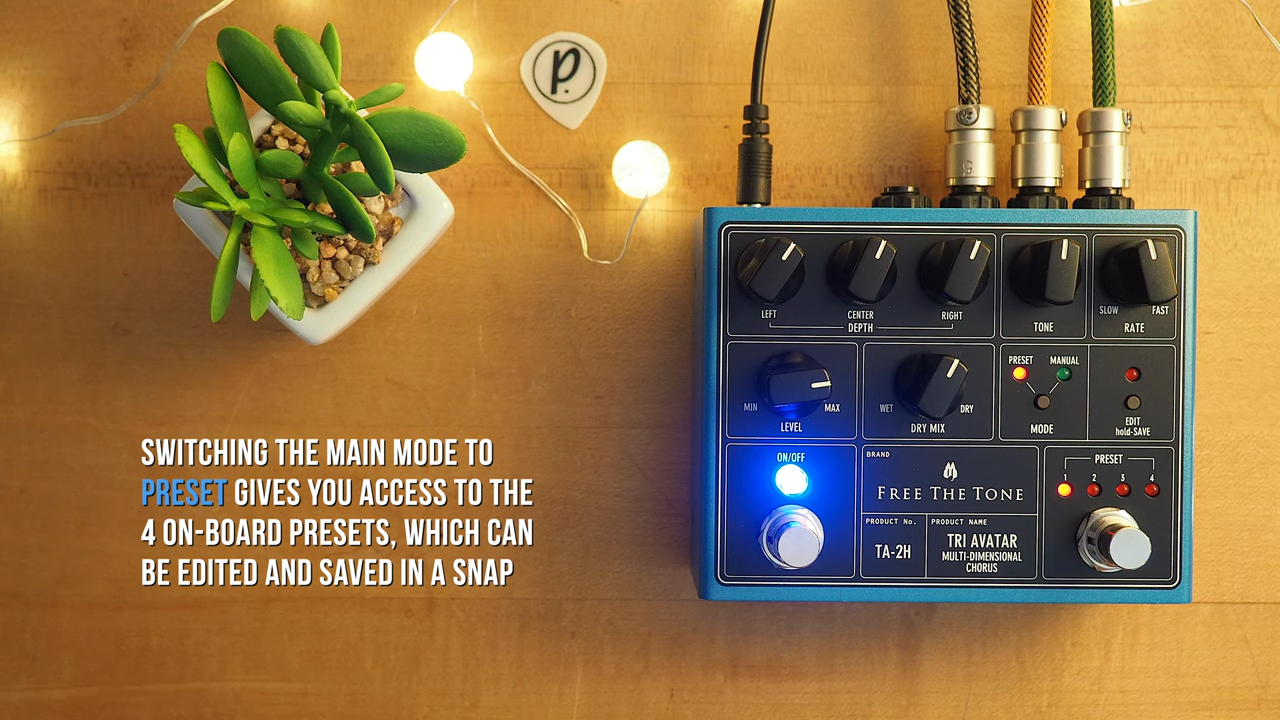 p.
LEFT CENTER RIGHT
DEPTH
TONE
SLOW FAST
RATE
MIN MAX
LEVEL
WET DRY
DRY MIX
PRESET MANUAL
MODE
EDIT
hold-SAVE
SWITCHING THE MAIN MODE TO
PRESET GIVES YOU ACCESS TO THE
4 ON-BOARD PRESETS, WHICH CAN
BE EDITED AND SAVED IN A SNAP
ON/OFF
BRAND
FREE THE TONE
PRODUCT No.
TA-2H
PRODUCT NAME
TRI AVATAR
MULTI-DIMENSIONAL
CHORUS
PRESET
1 2 3 4